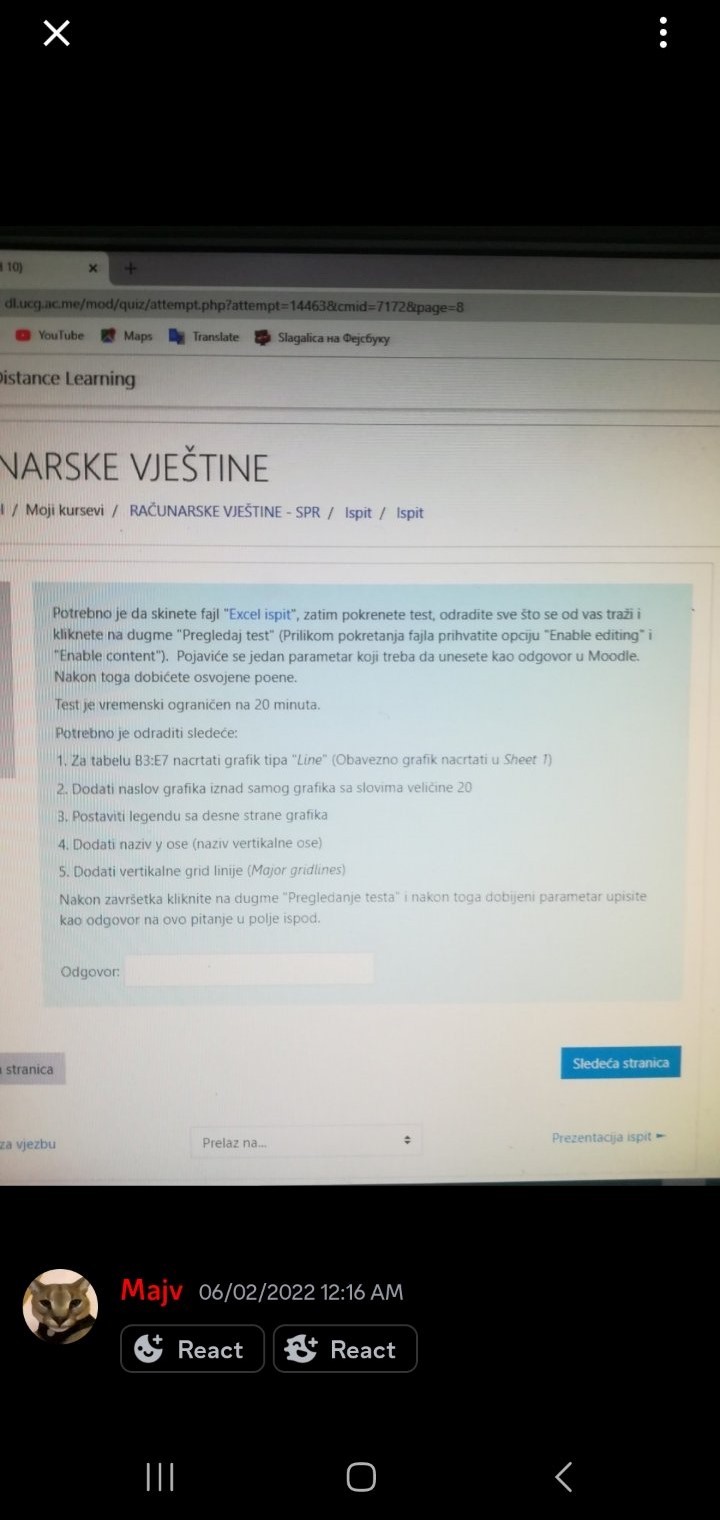 10)
dl.ucg.ac.me/mod/quiz/attempt.php?attempt=14463&cmid=7172&page=8
YouTube Maps Translate Slagalica на Фејсбуку
Distance Learning
NARSKE VJEŠTINE
/ Moji kursevi / RAČUNARSKE VJEŠTINE - SPR / Ispit / Ispit
Potrebno je da skinete fajl "Excel ispit", zatim pokrenete test, odradite sve što se od vas traži i
kliknete na dugme "Pregledaj test" (Prilikom pokretanja fajla prihvatite opciju "Enable editing" i
"Enable content"). Pojaviće se jedan parametar koji treba da unesete kao odgovor u Moodle.
Nakon toga dobićete osvojene poene.
Test je vremenski ograničen na 20 minuta.
Potrebno je odraditi sledeće:
1. Za tabelu B3:E7 nacrtati grafik tipa "Line" (Obavezno grafik nacrtati u Sheet 1)
2. Dodati naslov grafika iznad samog grafika sa slovima veličine 20
3. Postaviti legendu sa desne strane grafika
4. Dodati naziv y ose (naziv vertikalne ose)
5. Dodati vertikalne grid linije (Major gridlines)
Nakon završetka kliknite na dugme "Pregledanje testa" i nakon toga dobijeni parametar upisite
kao odgovor na ovo pitanje u polje ispod.
Odgovor:
stranica
Sledeća stranica
za vjezbu
Prelaz na...
Prezentacija ispit ►
Majv 06/02/2022 12:16 AM
React React